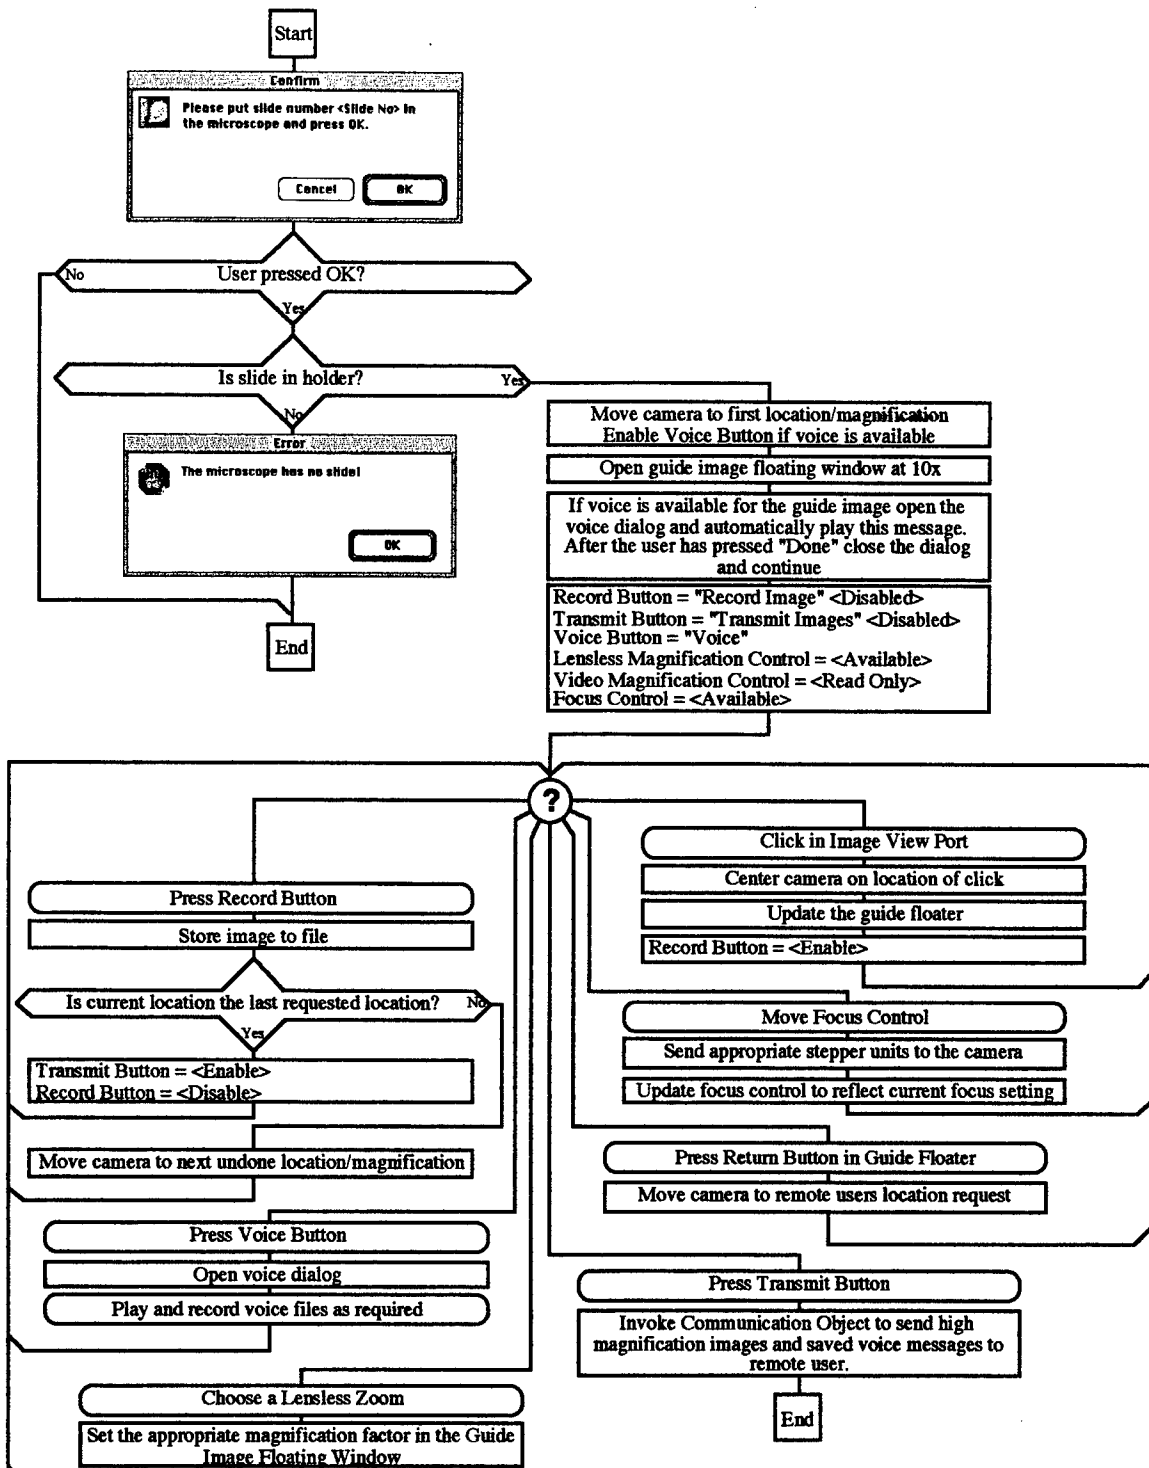 Start
Confirm
Please put slide number <Slide No> in
the microscope and press OK.
Cancel
OK
No
User pressed OK?
Yes
Is slide in holder?
Yes
No
Error
The microscope has no slide!
OK
End
Move camera to first location/magnification
Enable Voice Button if voice is available
Open guide image floating window at 10x
If voice is available for the guide image open the
voice dialog and automatically play this message.
After the user has pressed "Done" close the dialog
and continue
Record Button = "Record Image" <Disabled>
Transmit Button = "Transmit Images" <Disabled>
Voice Button = "Voice"
Lensless Magnification Control = <Available>
Video Magnification Control = <Read Only>
Focus Control = <Available>
?
Press Record Button
Store image to file
Is current location the last requested location?
No
Yes
Transmit Button = <Enable>
Record Button = <Disable>
Move camera to next undone location/magnification
Press Voice Button
Open voice dialog
Play and record voice files as required
Choose a Lensless Zoom
Set the appropriate magnification factor in the Guide
Image Floating Window
Click in Image View Port
Center camera on location of click
Update the guide floater
Record Button = <Enable>
Move Focus Control
Send appropriate stepper units to the camera
Update focus control to reflect current focus setting
Press Return Button in Guide Floater
Move camera to remote users location request
Press Transmit Button
Invoke Communication Object to send high
magnification images and saved voice messages to
remote user.
End